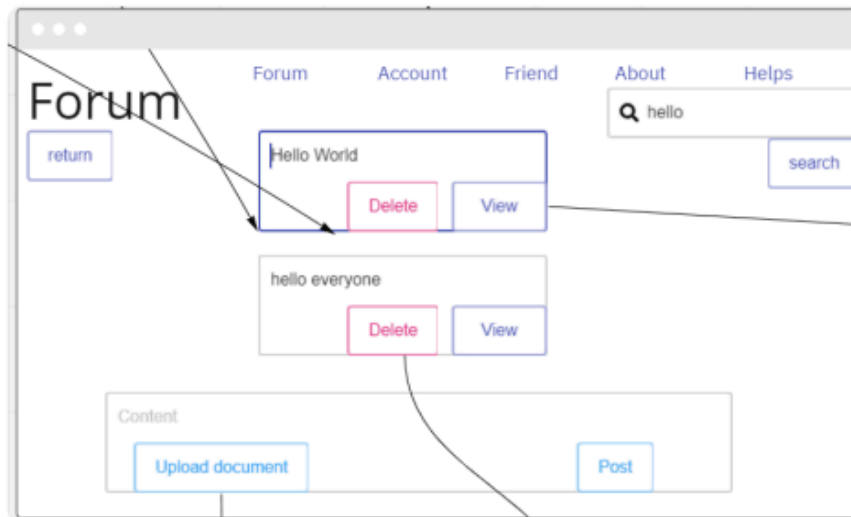 Forum Account Friend About Helps
Forum
hello
return
Hello World
search
Delete View
hello everyone
Delete View
Content
Upload document Post